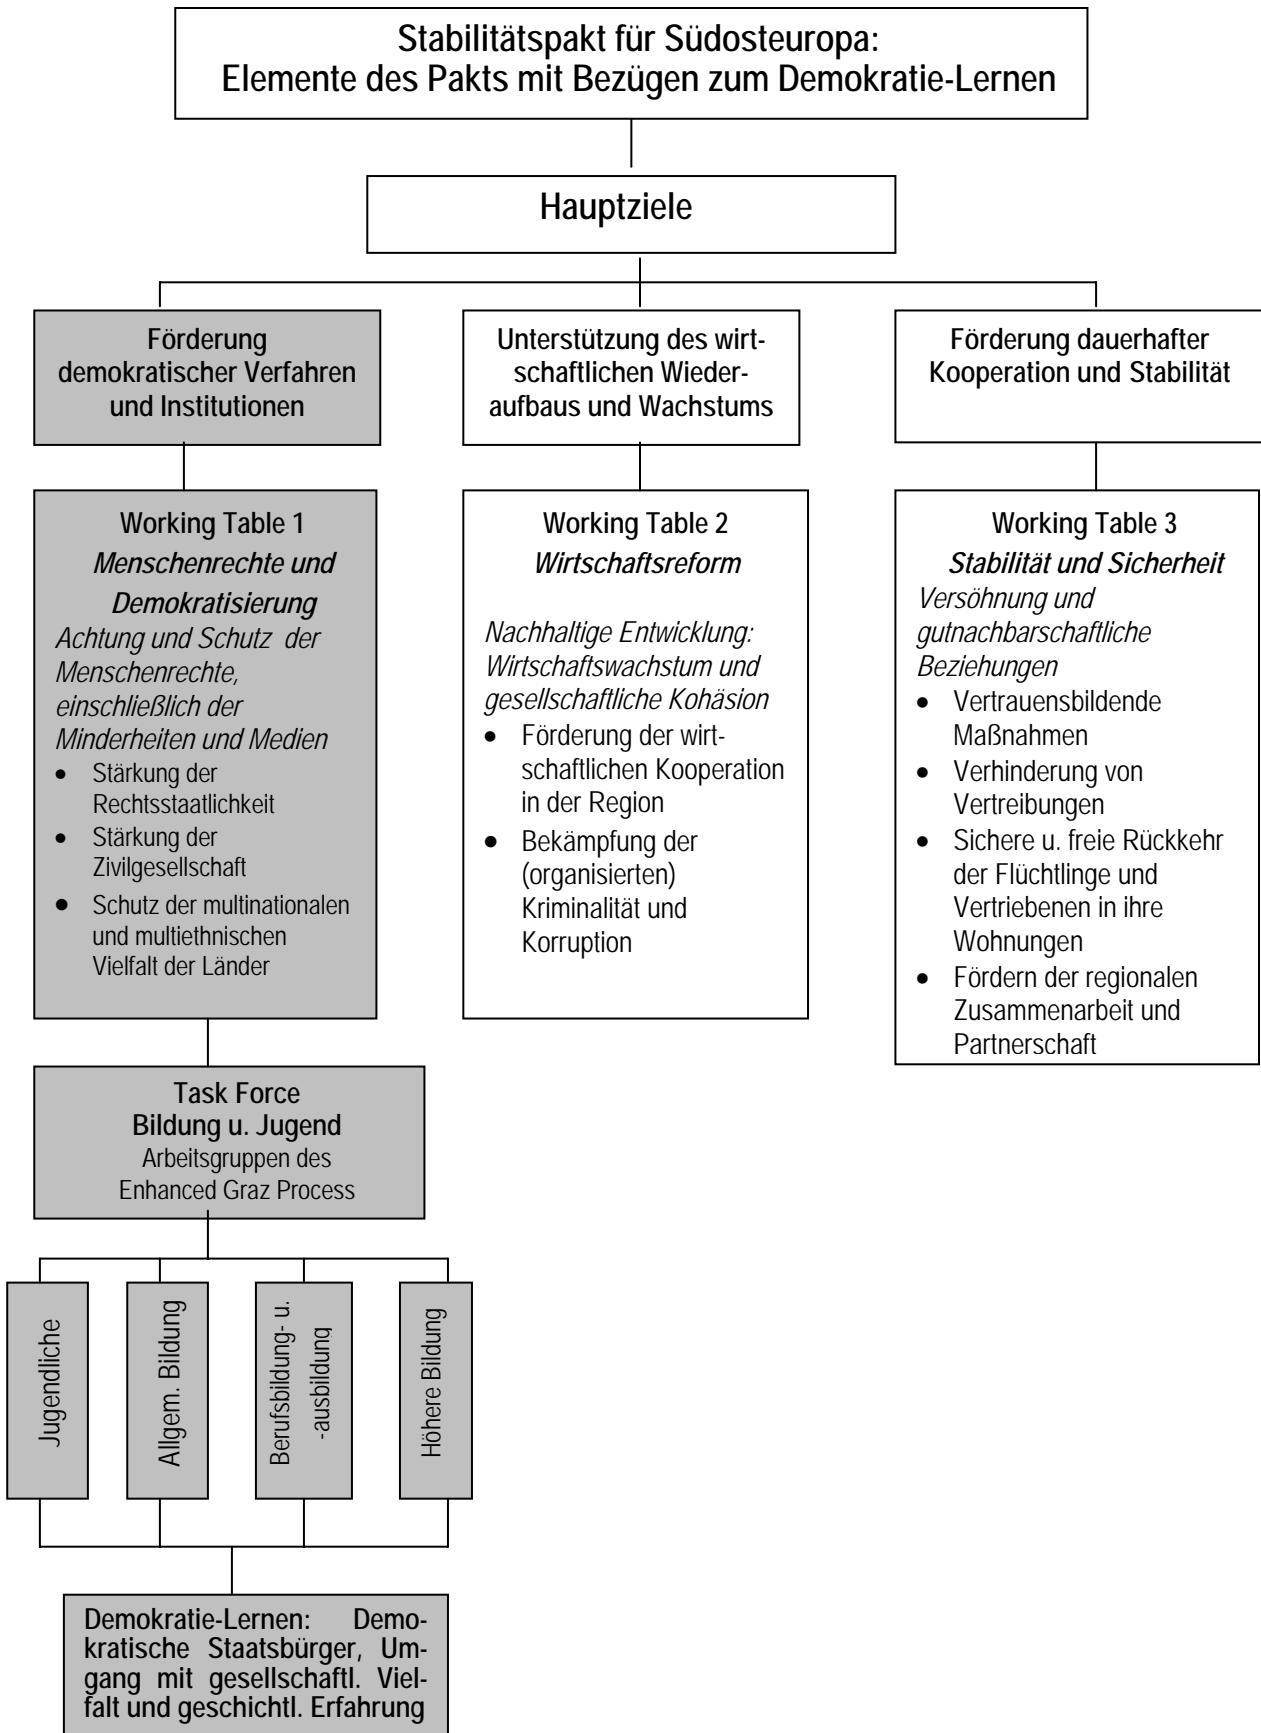 Stabilitätspakt für Südosteuropa:
Elemente des Pakts mit Bezügen zum Demokratie-Lernen
Hauptziele
Förderung
demokratischer Verfahren
und Institutionen
Unterstützung des wirt-
schaftlichen Wieder-
aufbaus und Wachstums
Förderung dauerhafter
Kooperation und Stabilität
Working Table 1
Menschenrechte und
Demokratisierung
Achtung und Schutz der
Menschenrechte,
einschließlich der
Minderheiten und Medien
• Stärkung der
Rechtsstaatlichkeit
• Stärkung der
Zivilgesellschaft
• Schutz der multinationalen
und multiethnischen
Vielfalt der Länder
Working Table 2
Wirtschaftsreform
Nachhaltige Entwicklung:
Wirtschaftswachstum und
gesellschaftliche Kohäsion
• Förderung der wirt-
schaftlichen Kooperation
in der Region
• Bekämpfung der
(organisierten)
Kriminalität und
Korruption
Working Table 3
Stabilität und Sicherheit
Versöhnung und
gutnachbarschaftliche
Beziehungen
• Vertrauensbildende
Maßnahmen
• Verhinderung von
Vertreibungen
• Sichere u. freie Rückkehr
der Flüchtlinge und
Vertriebenen in ihre
Wohnungen
• Fördern der regionalen
Zusammenarbeit und
Partnerschaft
Task Force
Bildung u. Jugend
Arbeitsgruppen des
Enhanced Graz Process
Jugendliche
Allgem. Bildung
Berufsbildung- u.
-ausbildung
Höhere Bildung
Demokratie-Lernen: Demo-
kratische Staatsbürger, Um-
gang mit gesellschaftl. Viel-
falt und geschichtl. Erfahrung